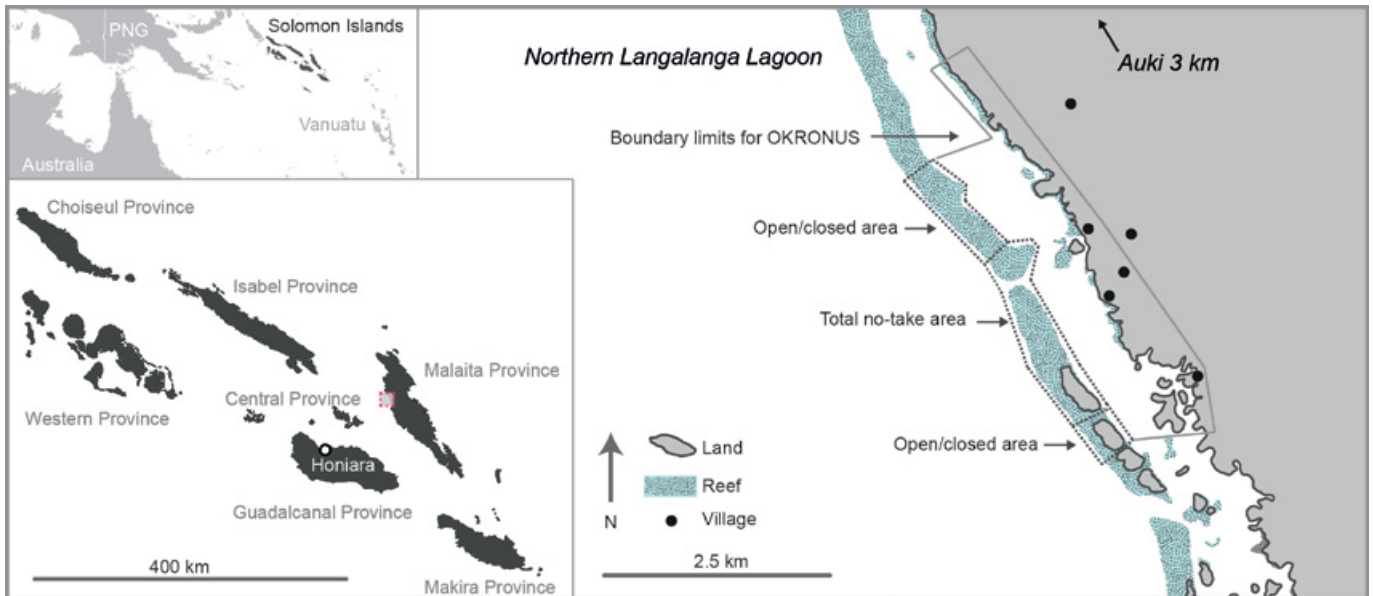 PNG
Solomon Islands
Vanuatu
Australia
Choiseul Province
Isabel Province
Malaita Province
Central Province
Western Province
Honiara
Guadalcanal Province
400 km
Makira Province
Northern Langalanga Lagoon
Auki 3 km
Boundary limits for OKRONUS
Open/closed area
Total no-take area
Open/closed area
Land
Reef
N
Village
2.5 km